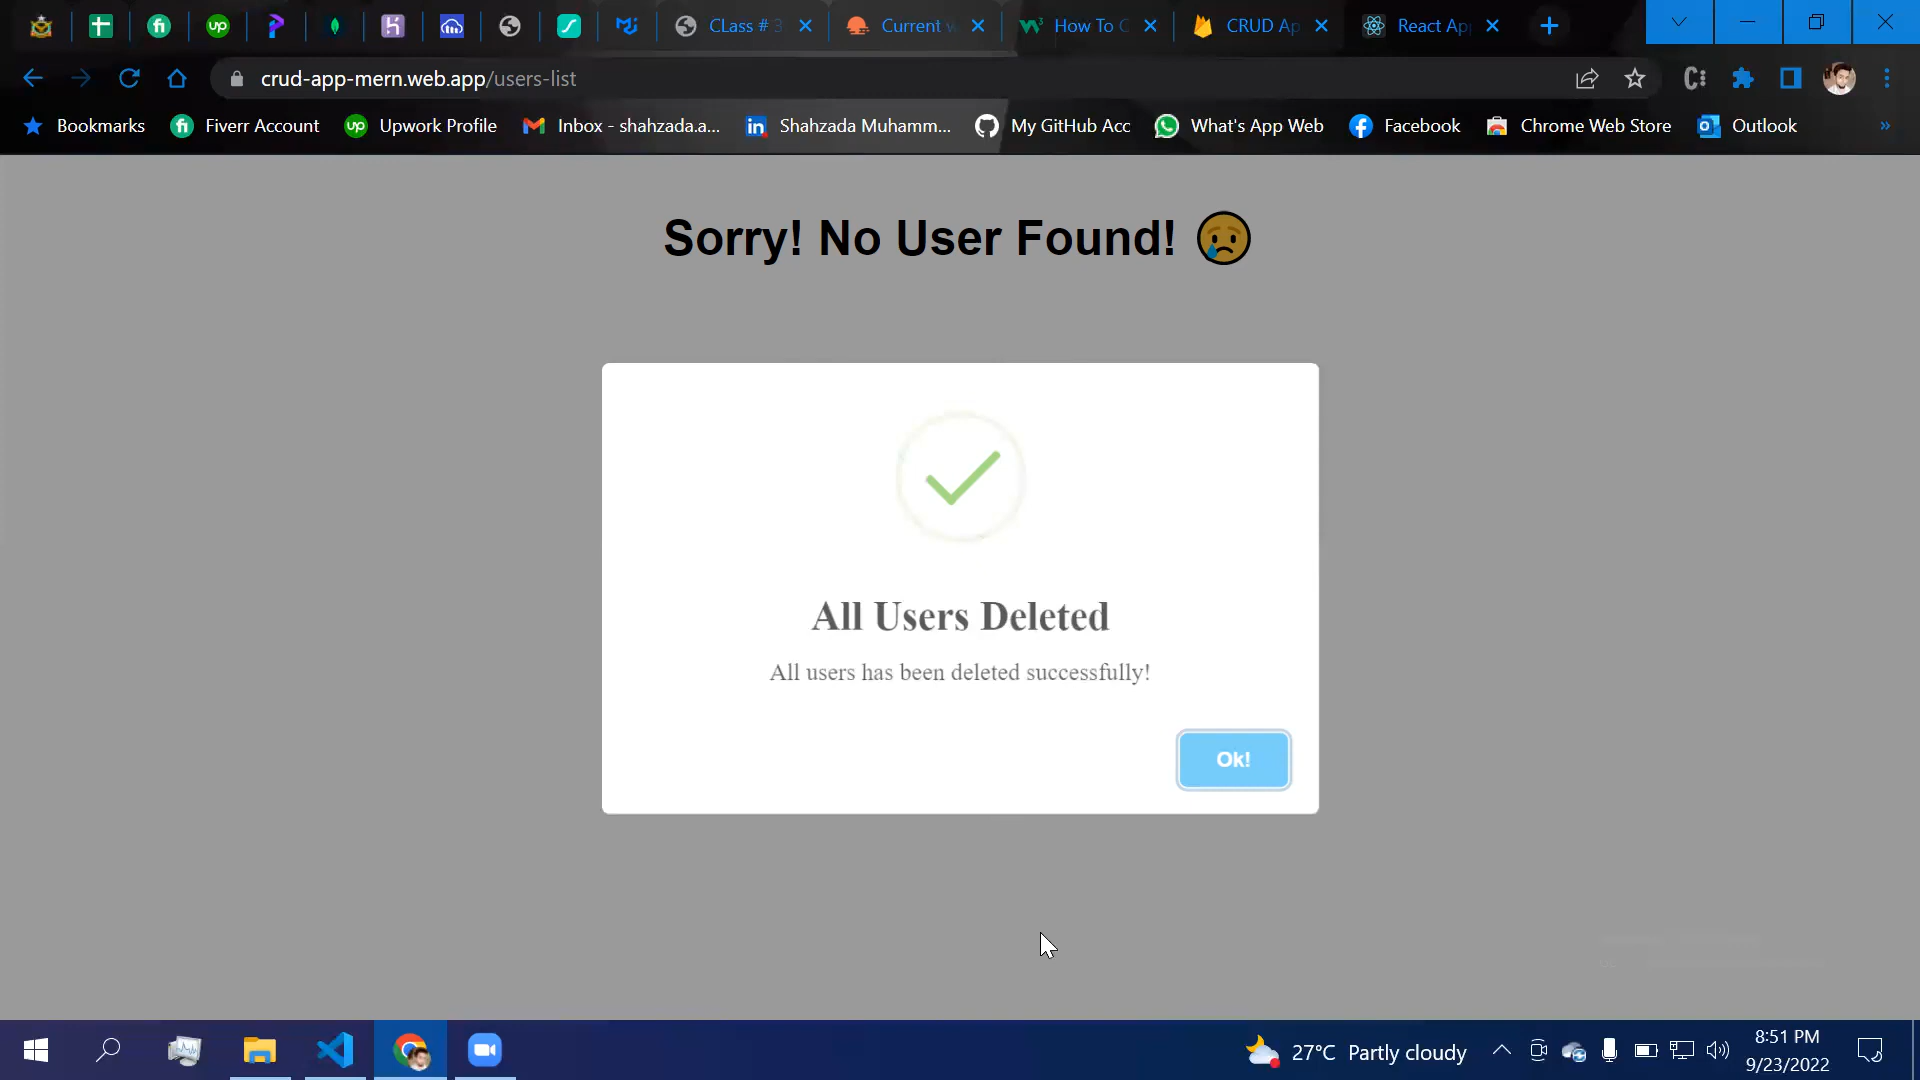 CLass # 3
Current w
How To C
CRUD Ap
React Ap
crud-app-mern.web.app/users-list
Bookmarks
Fiverr Account
Upwork Profile
Inbox - shahzada.a...
Shahzada Muhamm...
My GitHub Acc
What's App Web
Facebook
Chrome Web Store
Outlook
Sorry! No User Found! 😢
All Users Deleted
All users has been deleted successfully!
Ok!
27°C Partly cloudy
8:51 PM
9/23/2022